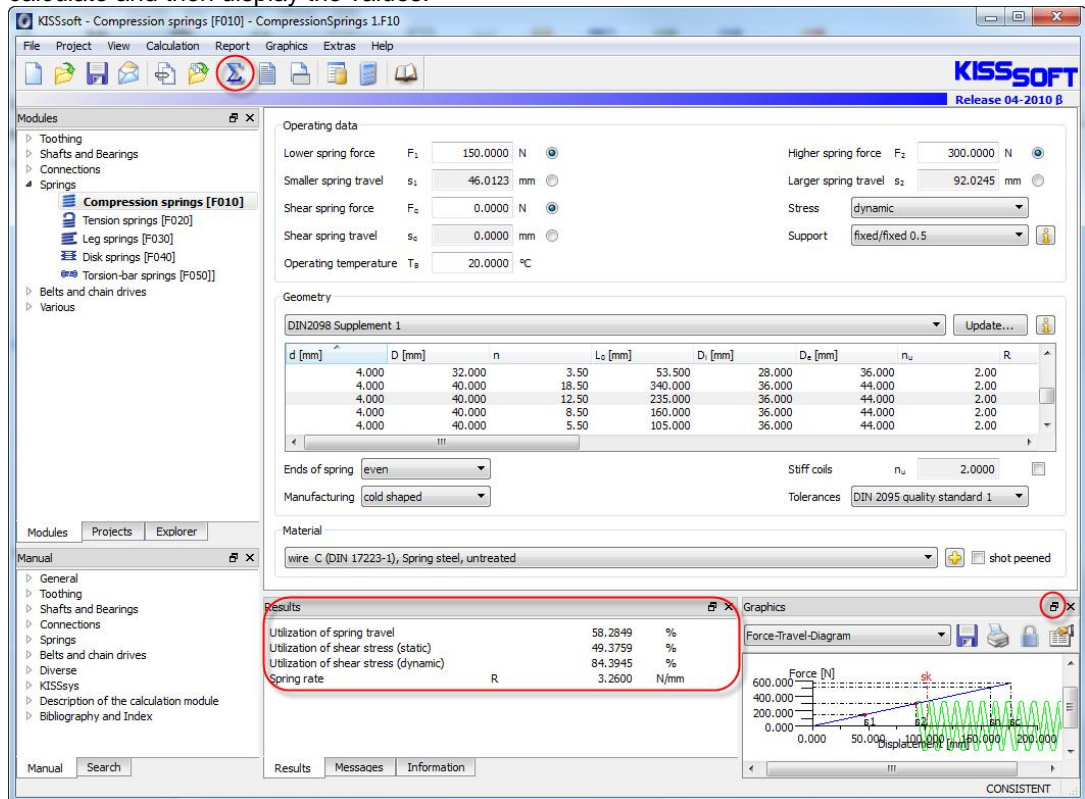 calculate and then display the values.
KISSsoft - Compression springs [F010] - CompressionSprings 1.F10
File Project View Calculation Report Graphics Extras Help
KISSSOFT
Release 04-2010 β
Modules
Toothing
Shafts and Bearings
Connections
Springs
Compression springs [F010]
Tension springs [F020]
Leg springs [F030]
Disk springs [F040]
Torsion-bar springs [F050]]
Belts and chain drives
Various
Modules Projects Explorer
Manual
General
Toothing
Shafts and Bearings
Connections
Springs
Belts and chain drives
Diverse
KISSsys
Description of the calculation module
Bibliography and Index
Manual Search
Operating data
Lower spring force F₁ 150.0000 N Higher spring force F₂ 300.0000 N
Smaller spring travel s₁ 46.0123 mm Larger spring travel s₂ 92.0245 mm
Shear spring force Fₒ 0.0000 N Stress dynamic
Shear spring travel sₒ 0.0000 mm Support fixed/fixed 0.5
Operating temperature T_B 20.0000 °C
Geometry
DIN2098 Supplement 1 Update...
d [mm] D [mm] n L₀ [mm] Dᵢ [mm] Dₑ [mm] nᵤ R
4.000 32.000 3.50 53.500 28.000 36.000 2.00
4.000 40.000 18.50 340.000 36.000 44.000 2.00
4.000 40.000 12.50 235.000 36.000 44.000 2.00
4.000 40.000 8.50 160.000 36.000 44.000 2.00
4.000 40.000 5.50 105.000 36.000 44.000 2.00
Ends of spring even Stiff coils nᵤ 2.0000
Manufacturing cold shaped Tolerances DIN 2095 quality standard 1
Material
wire C (DIN 17223-1), Spring steel, untreated shot peened
Results
Utilization of spring travel 58.2849 %
Utilization of shear stress (static) 49.3759 %
Utilization of shear stress (dynamic) 84.3945 %
Spring rate R 3.2600 N/mm
Results Messages Information
Graphics
Force-Travel-Diagram
Force [N]
sk
600.000
400.000
200.000
0.000
s1 s2 sn sc
0.000 50.000 100.000 150.000 200.000
Displacement [mm]
CONSISTENT